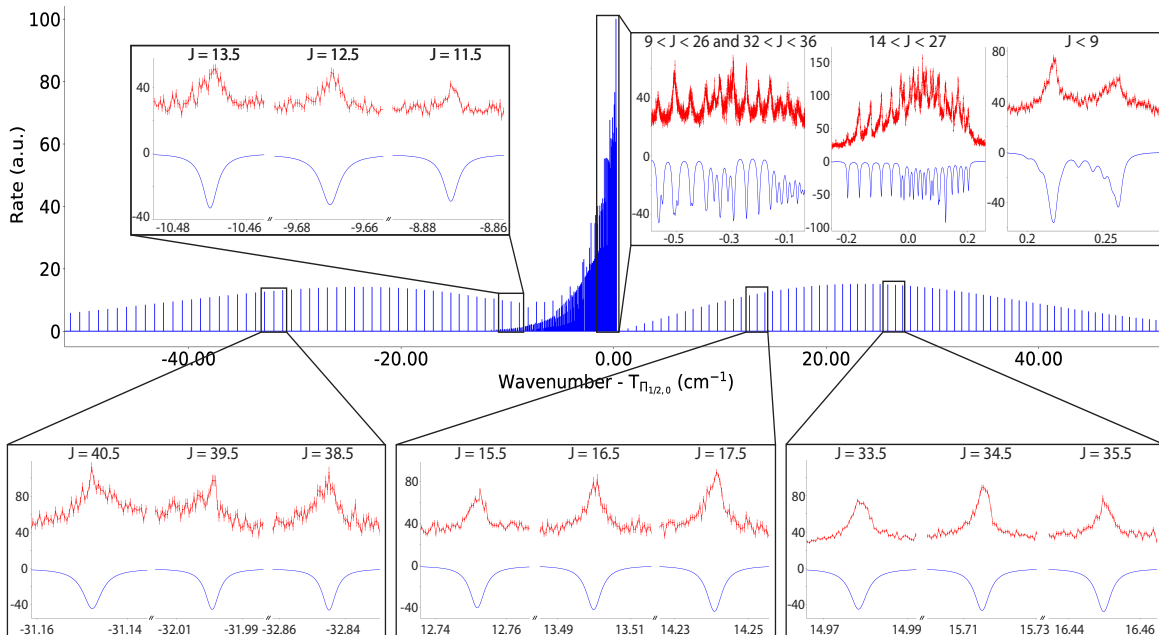 100
80
60
40
20
0
Rate (a.u.)
J = 13.5 J = 12.5 J = 11.5
40
0
-40
-10.48 -10.46 -9.68 -9.66 -8.88 -8.86
9 < J < 26 and 32 < J < 36 14 < J < 27 J < 9
40
0
-40
-0.5 -0.3 -0.1
150
100
50
0
-50
-100
-0.2 0.0 0.2
80
40
0
-40
0.2 0.25
-40.00 -20.00 0.00 20.00 40.00
Wavenumber - TΠ1/2, 0 (cm−1)
J = 40.5 J = 39.5 J = 38.5
80
40
0
-40
-31.16 -31.14 -32.01 -31.99 -32.86 -32.84
J = 15.5 J = 16.5 J = 17.5
80
40
0
-40
12.74 12.76 13.49 13.51 14.23 14.25
J = 33.5 J = 34.5 J = 35.5
80
40
0
-40
14.97 14.99 15.71 15.73 16.44 16.46